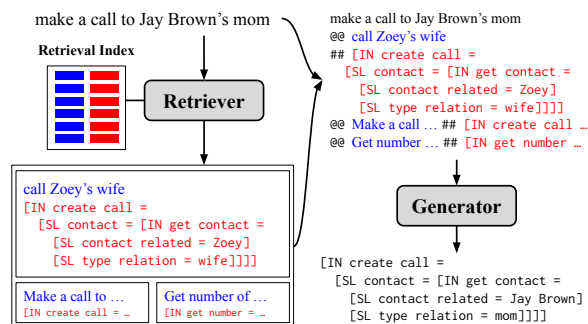 make a call to Jay Brown's mom
Retrieval Index
Retriever
call Zoey's wife
[IN create call =
[SL contact = [IN get contact =
[SL contact related = Zoey]
[SL type relation = wife]]]]
Make a call to …
[IN create call = …
Get number of …
[IN get number = …
make a call to Jay Brown's mom
@@ call Zoey's wife
## [IN create call =
[SL contact = [IN get contact =
[SL contact related = Zoey]
[SL type relation = wife]]]]
@@ Make a call … ## [IN create call …
@@ Get number … ## [IN get number …
Generator
[IN create call =
[SL contact = [IN get contact =
[SL contact related = Jay Brown]
[SL type relation = mom]]]]